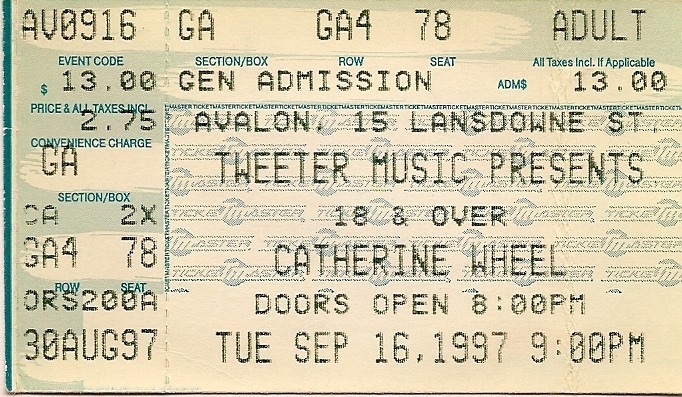 AV0916 GA GA4 78 ADULT
EVENT CODE SECTION/BOX ROW SEAT All Taxes Incl. If Applicable
$ 13.00 GEN ADMISSION ADM$ 13.00
PRICE & ALL TAXES INCL.
2.75 AVALON. 15 LANSDOWNE ST.
CONVENIENCE CHARGE
GA TWEETER MUSIC PRESENTS
SECTION/BOX
CA 2X 18 & OVER
GA4 78 CATHERINE WHEEL
ROW SEAT
ORS200A DOORS OPEN 8:00PM
30AUG97 TUE SEP 16,1997 9:00PM